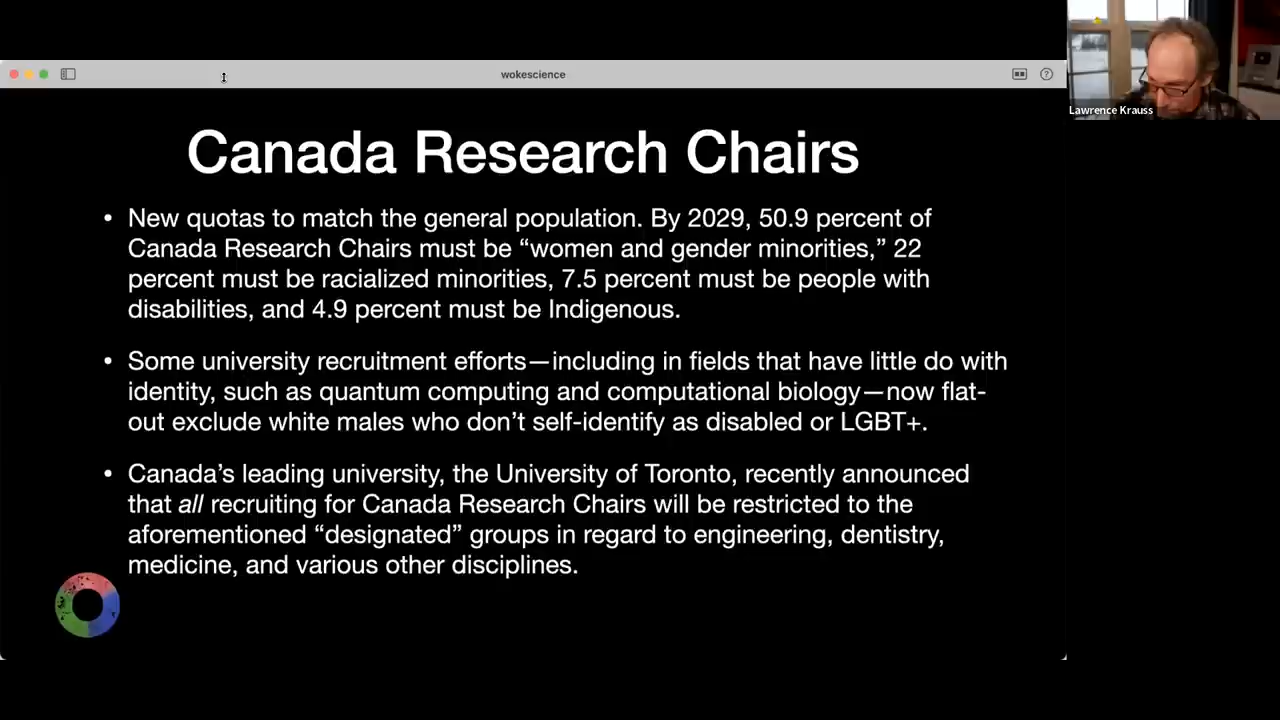 wokescience
Lawrence Krauss
Canada Research Chairs
• New quotas to match the general population. By 2029, 50.9 percent of
Canada Research Chairs must be “women and gender minorities,” 22
percent must be racialized minorities, 7.5 percent must be people with
disabilities, and 4.9 percent must be Indigenous.
• Some university recruitment efforts—including in fields that have little do with
identity, such as quantum computing and computational biology—now flat-
out exclude white males who don’t self-identify as disabled or LGBT+.
• Canada’s leading university, the University of Toronto, recently announced
that all recruiting for Canada Research Chairs will be restricted to the
aforementioned “designated” groups in regard to engineering, dentistry,
medicine, and various other disciplines.